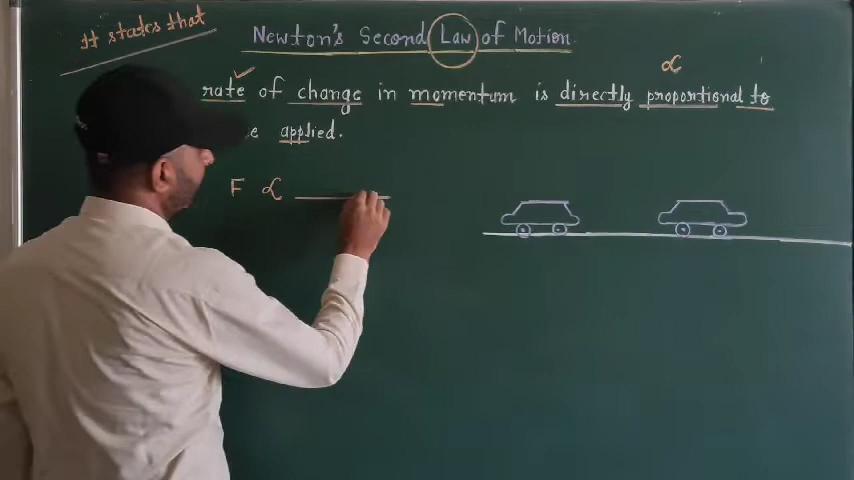 It states that
Newton's Second Law of Motion
rate of change in momentum is directly proportional to
∝
applied.
F ∝